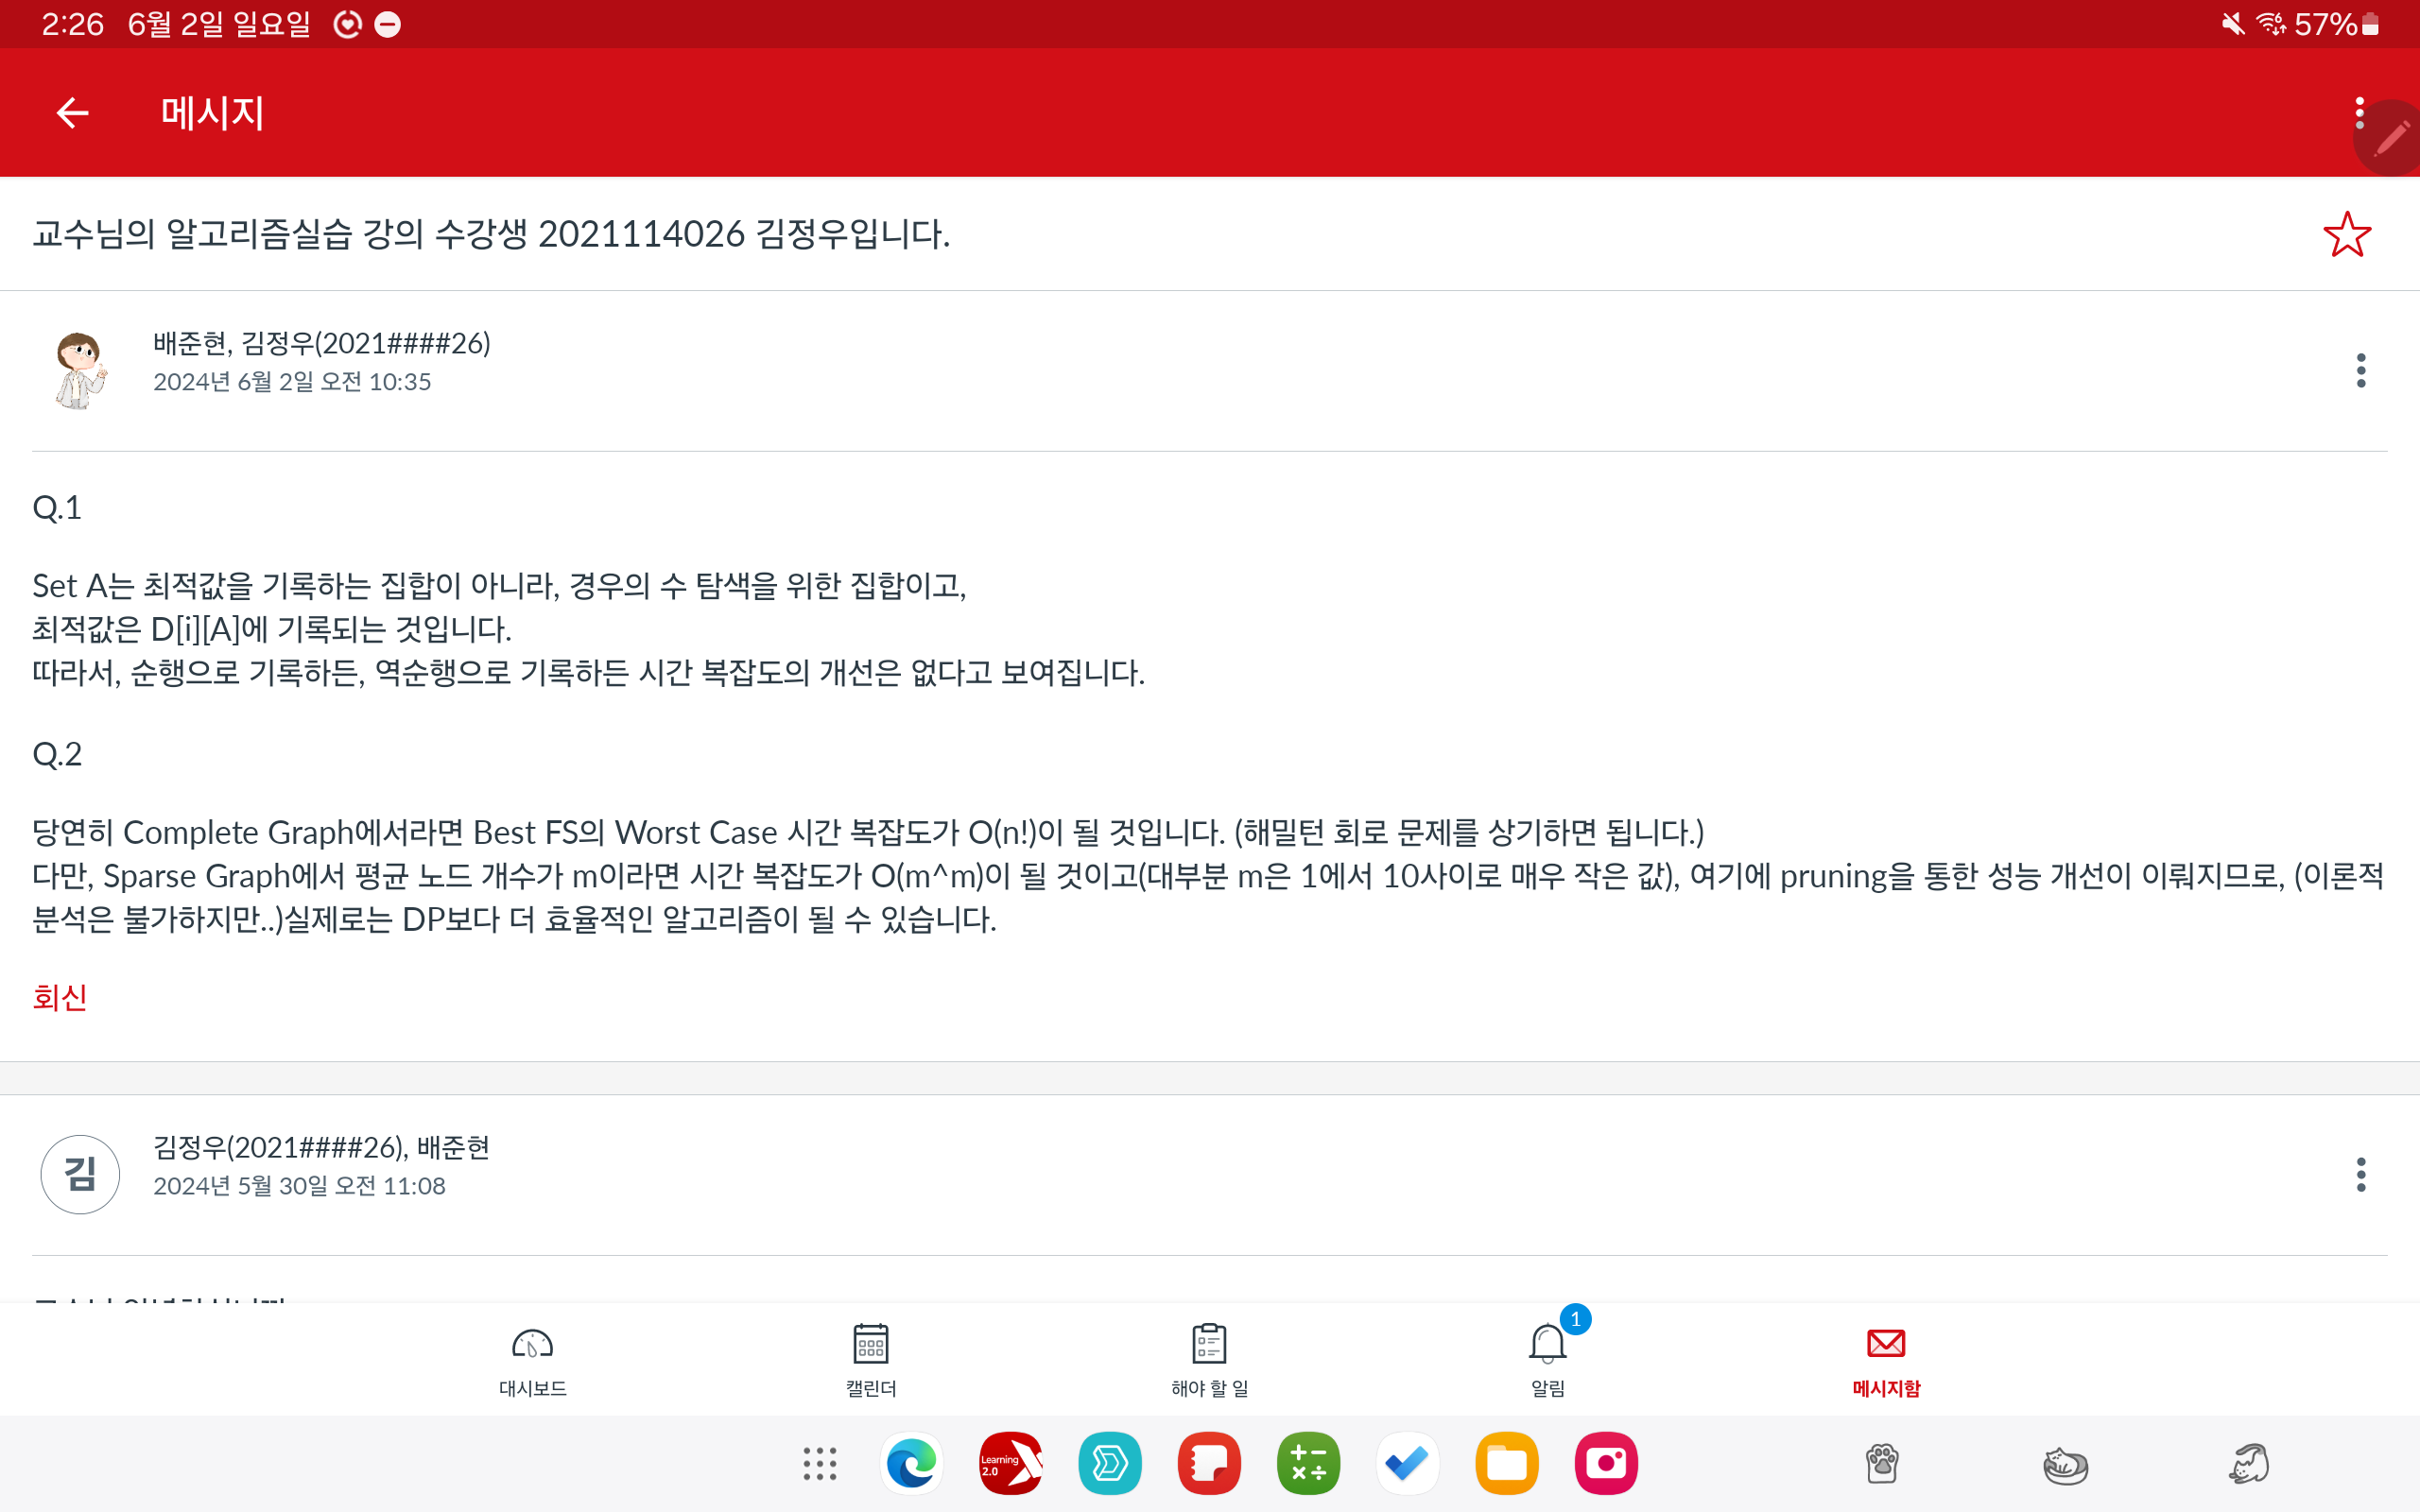 2:26 6월 2일 일요일
57%
메시지
교수님의 알고리즘실습 강의 수강생 2021114026 김정우입니다.
배준현, 김정우(2021####26)
2024년 6월 2일 오전 10:35
Q.1
Set A는 최적값을 기록하는 집합이 아니라, 경우의 수 탐색을 위한 집합이고,
최적값은 D[i][A]에 기록되는 것입니다.
따라서, 순행으로 기록하든, 역순행으로 기록하든 시간 복잡도의 개선은 없다고 보여집니다.
Q.2
당연히 Complete Graph에서라면 Best FS의 Worst Case 시간 복잡도가 O(n!)이 될 것입니다. (해밀턴 회로 문제를 상기하면 됩니다.)
다만, Sparse Graph에서 평균 노드 개수가 m이라면 시간 복잡도가 O(m^m)이 될 것이고(대부분 m은 1에서 10사이로 매우 작은 값), 여기에 pruning을 통한 성능 개선이 이뤄지므로, (이론적
분석은 불가하지만..)실제로는 DP보다 더 효율적인 알고리즘이 될 수 있습니다.
회신
김
김정우(2021####26), 배준현
2024년 5월 30일 오전 11:08
1
대시보드
캘린더
해야 할 일
알림
메시지함
Learning
2.0